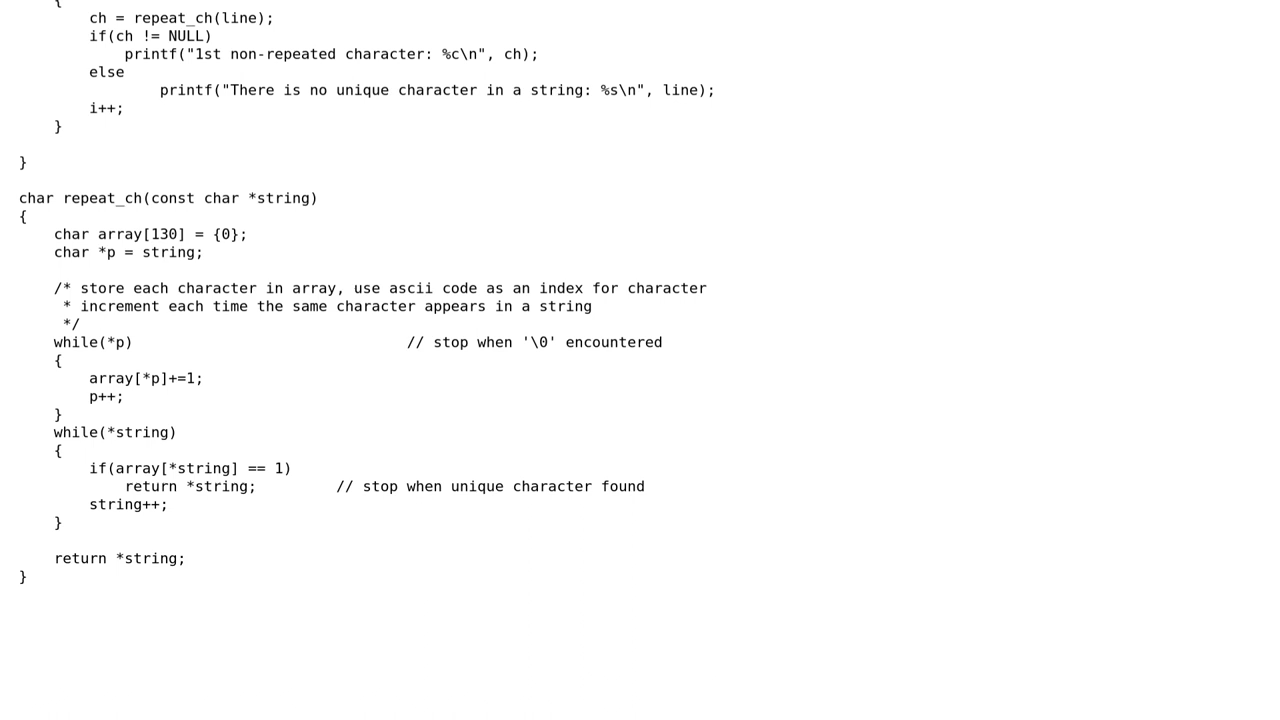 {
ch = repeat_ch(line);
if(ch != NULL)
printf("1st non-repeated character: %c\n", ch);
else
printf("There is no unique character in a string: %s\n", line);
i++;
}
}
char repeat_ch(const char *string)
{
char array[130] = {0};
char *p = string;
/* store each character in array, use ascii code as an index for character
* increment each time the same character appears in a string
*/
while(*p) // stop when '\0' encountered
{
array[*p]+=1;
p++;
}
while(*string)
{
if(array[*string] == 1)
return *string; // stop when unique character found
string++;
}
return *string;
}